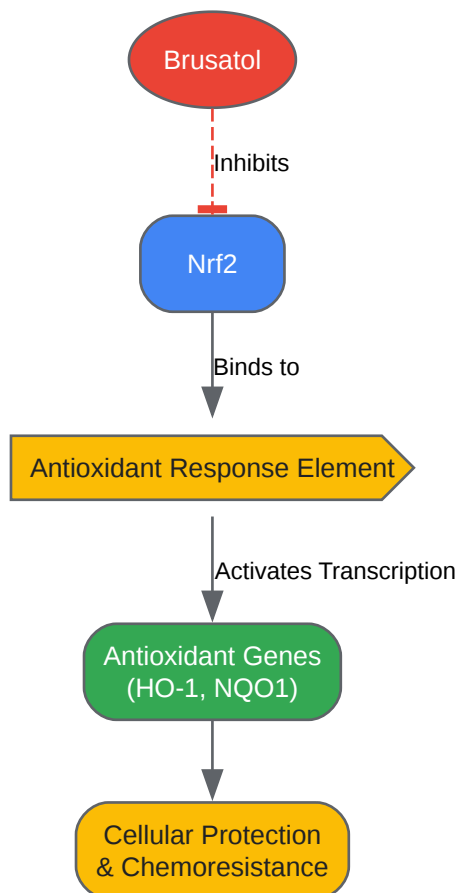 Brusatol
Inhibits
Nrf2
Binds to
Antioxidant Response Element
Activates Transcription
Antioxidant Genes
(HO-1, NQO1)
Cellular Protection
& Chemoresistance